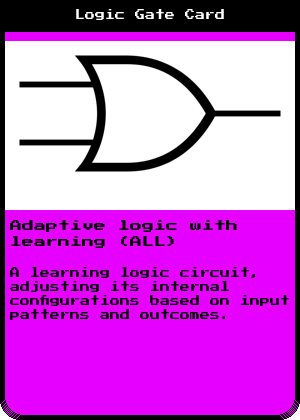 Logic Gate Card
Adaptive logic with
learning (ALL)
A learning logic circuit,
adjusting its internal
configurations based on input
patterns and outcomes.